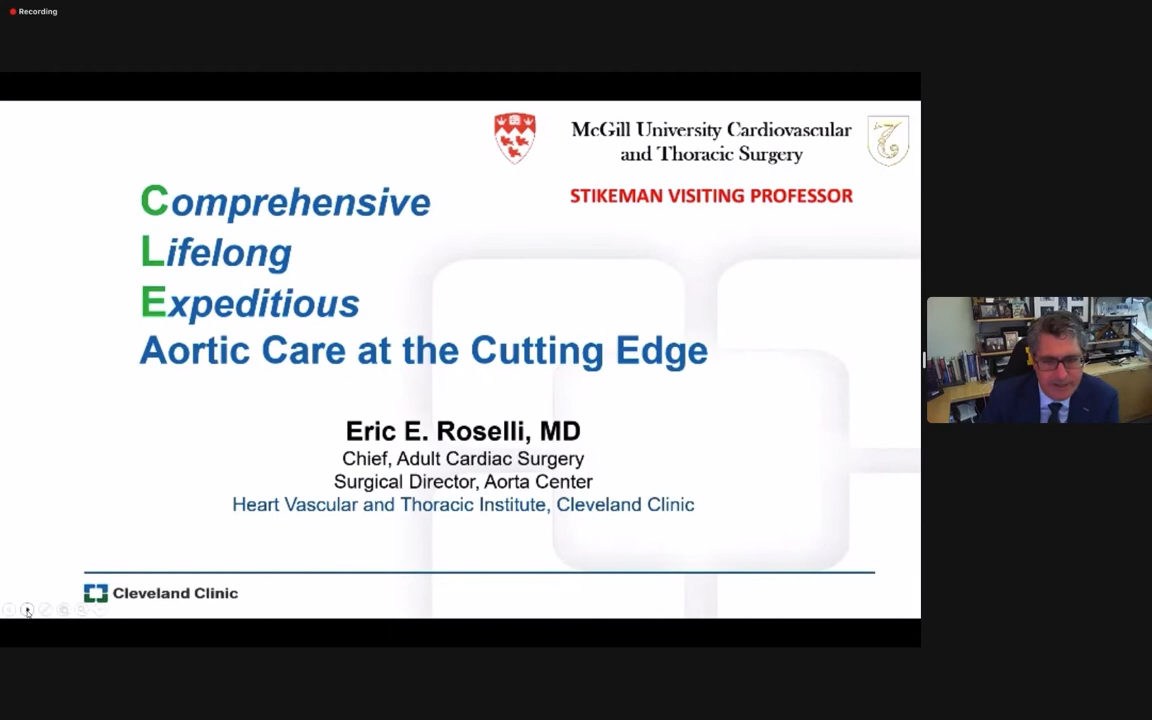 Recording
McGill University Cardiovascular
and Thoracic Surgery
STIKEMAN VISITING PROFESSOR
Comprehensive
Lifelong
Expeditious
Aortic Care at the Cutting Edge
Eric E. Roselli, MD
Chief, Adult Cardiac Surgery
Surgical Director, Aorta Center
Heart Vascular and Thoracic Institute, Cleveland Clinic
Cleveland Clinic